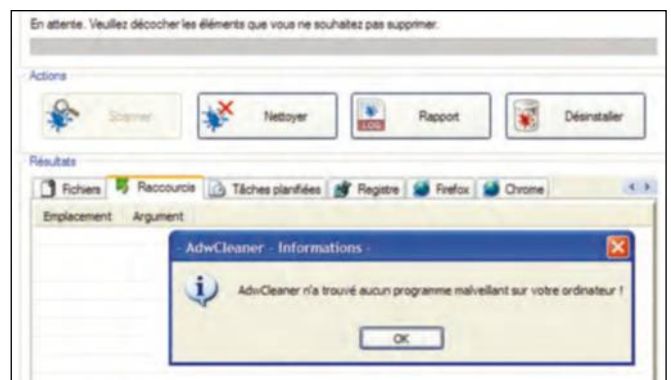 En attente. Veuillez décocher les éléments que vous ne souhaitez pas supprimer.
Actions
Scanner
Nettoyer
LOG
Rapport
Désinstaller
Résultats
Fichiers
Raccourcis
Tâches planifiées
Registre
Firefox
Chrome
Emplacement
Argument
- AdwCleaner - Informations -
AdwCleaner n'a trouvé aucun programme malveillant sur votre ordinateur !
OK